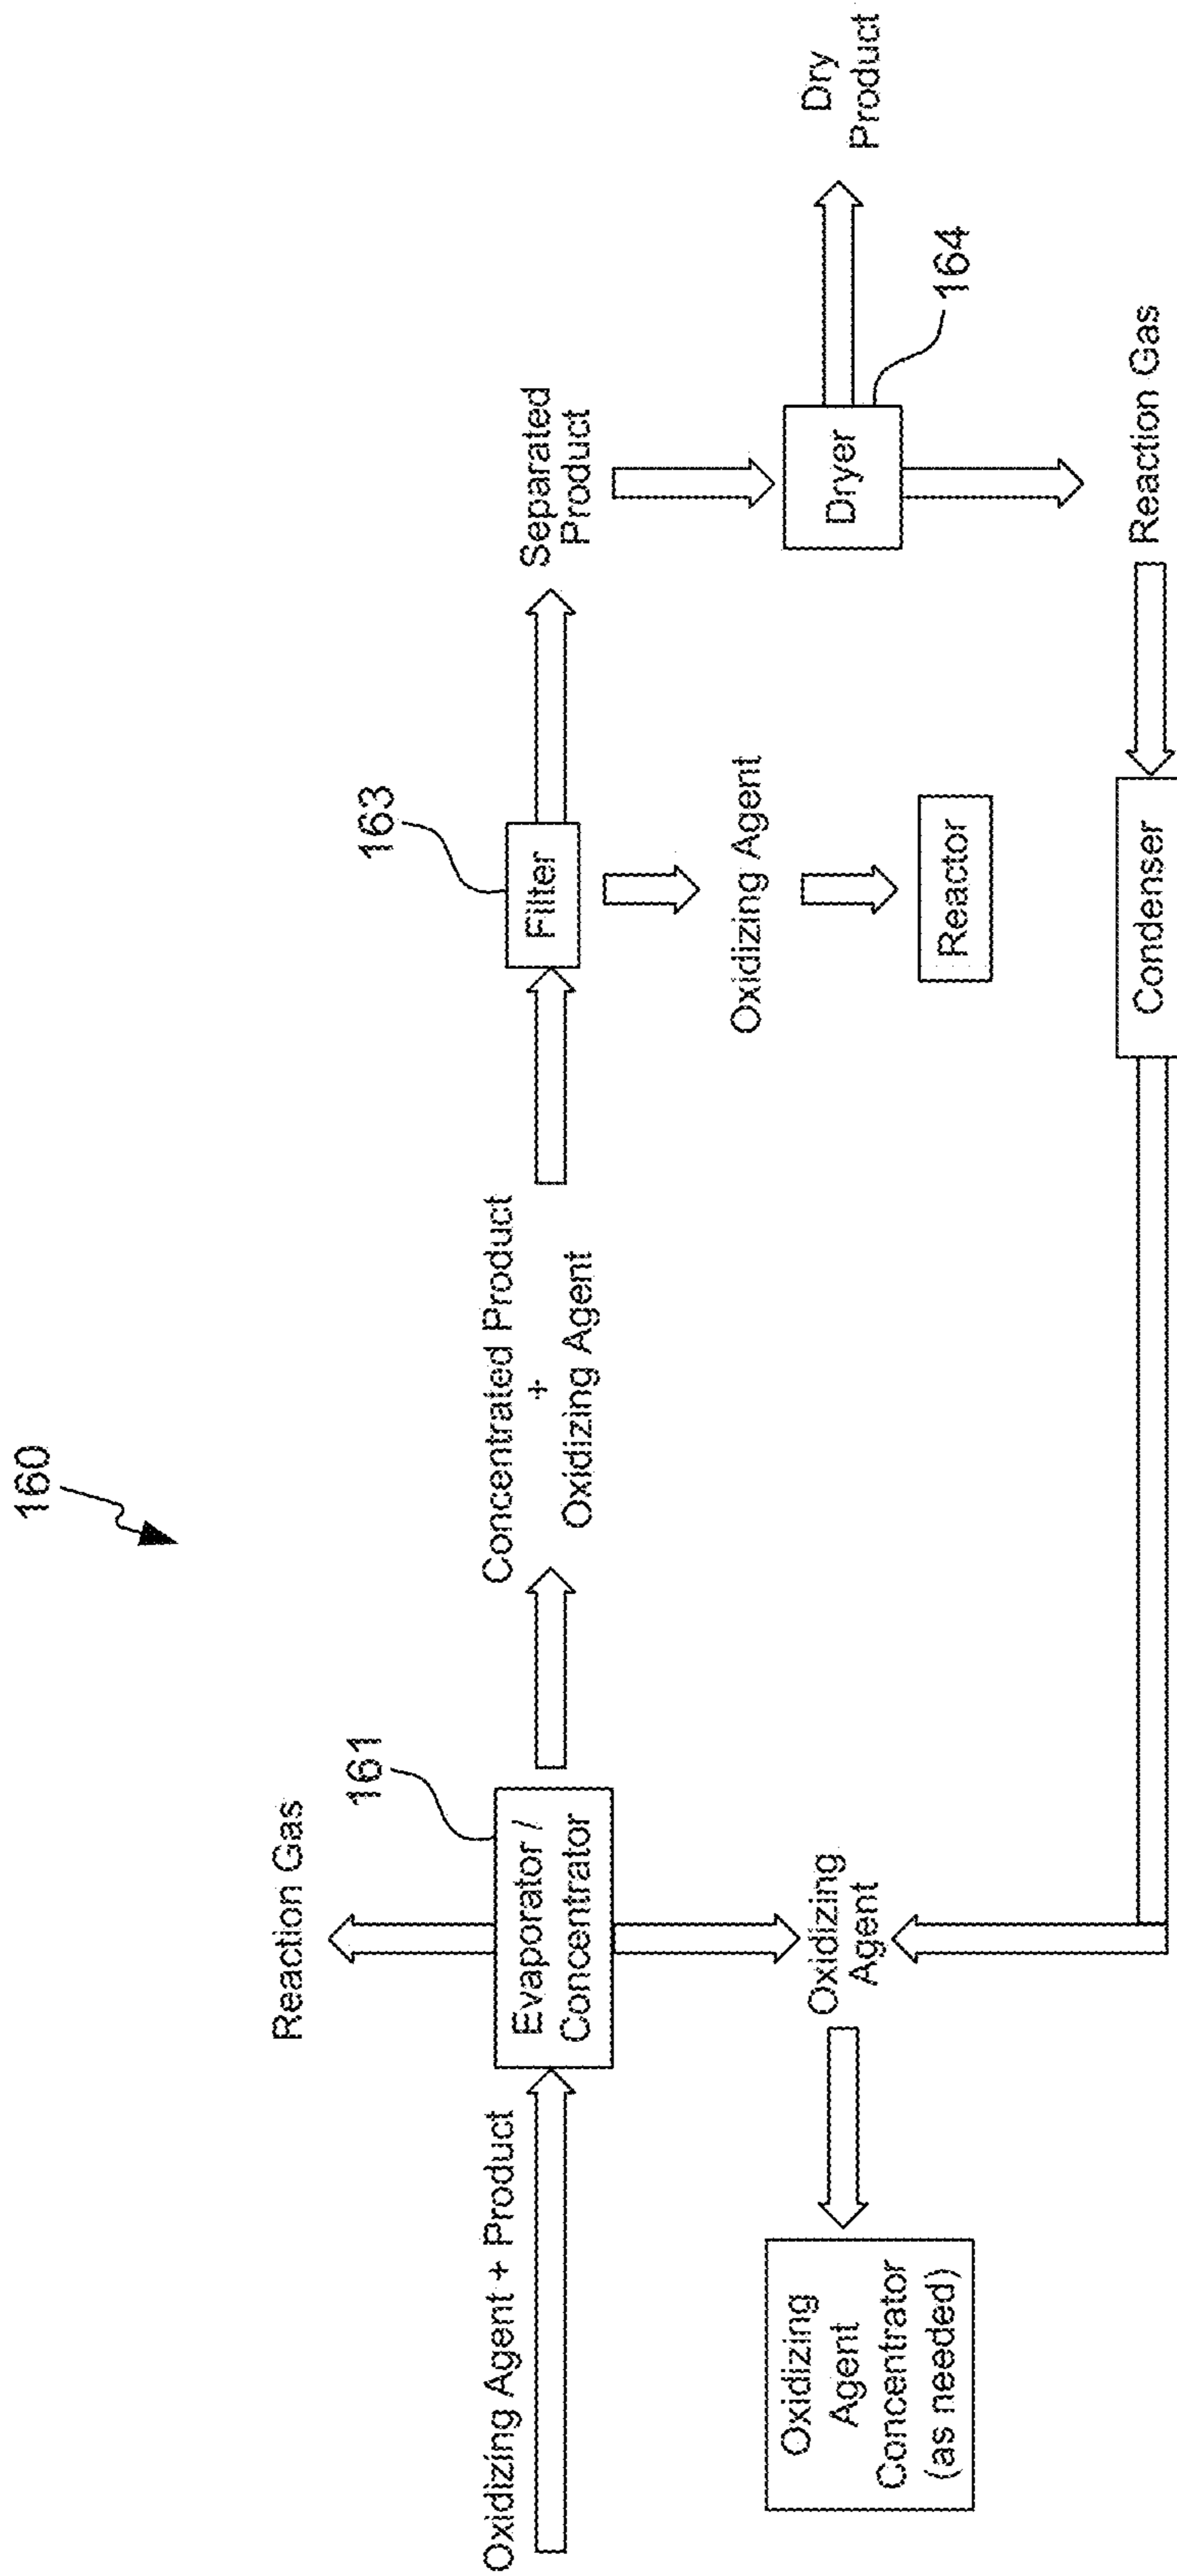 160
Reaction Gas
161
Oxidizing Agent + Product
Evaporator /
Concentrator
Concentrated Product
+
Oxidizing Agent
163
Filter
Separated
Product
Oxidizing
Agent
Oxidizing Agent
Dryer
Dry
Product
164
Oxidizing
Agent
Concentrator
(as needed)
Reactor
Condenser
Reaction Gas